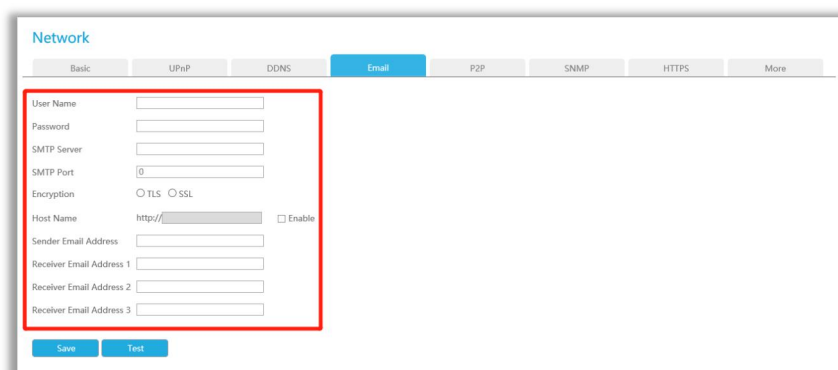 Network
Basic UPnP DDNS Email P2P SNMP HTTPS More
User Name
Password
SMTP Server
SMTP Port 0
Encryption TLS SSL
Host Name http:// Enable
Sender Email Address
Receiver Email Address 1
Receiver Email Address 2
Receiver Email Address 3
Save Test